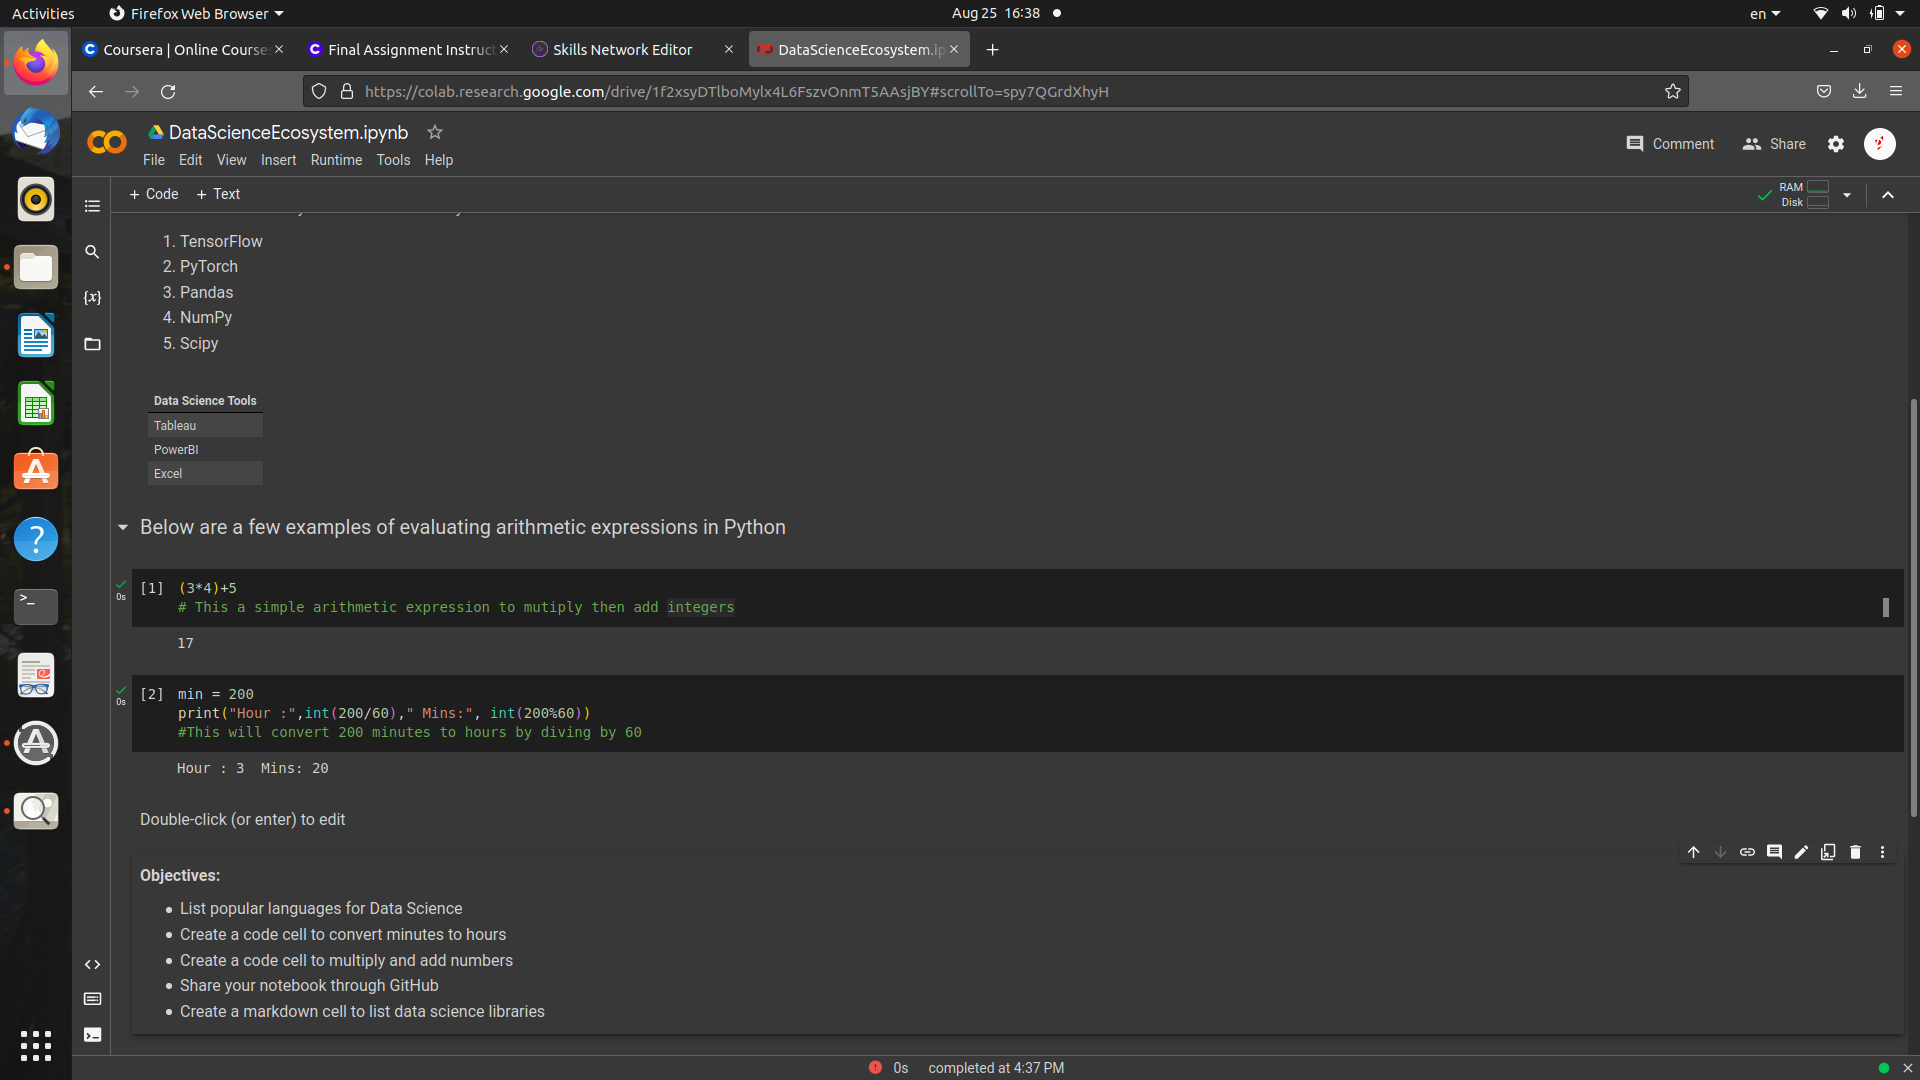 Activities
Firefox Web Browser
Aug 25 16:38
en
Coursera | Online Course
Final Assignment Instruct
Skills Network Editor
DataScienceEcosystem.ip
https://colab.research.google.com/drive/1f2xsyDTlboMylx4L6FszvOnmT5AAsjBY#scrollTo=spy7QGrdXhyH
DataScienceEcosystem.ipynb
File Edit View Insert Runtime Tools Help
Comment
Share
+ Code + Text
RAM
Disk
1. TensorFlow
2. PyTorch
3. Pandas
4. NumPy
5. Scipy
Data Science Tools
Tableau
PowerBI
Excel
Below are a few examples of evaluating arithmetic expressions in Python
[1] (3*4)+5
0s
# This a simple arithmetic expression to mutiply then add integers
17
[2] min = 200
0s
print("Hour :",int(200/60)," Mins:", int(200%60))
#This will convert 200 minutes to hours by diving by 60
Hour : 3  Mins: 20
Double-click (or enter) to edit
Objectives:
• List popular languages for Data Science
• Create a code cell to convert minutes to hours
• Create a code cell to multiply and add numbers
• Share your notebook through GitHub
• Create a markdown cell to list data science libraries
0s completed at 4:37 PM